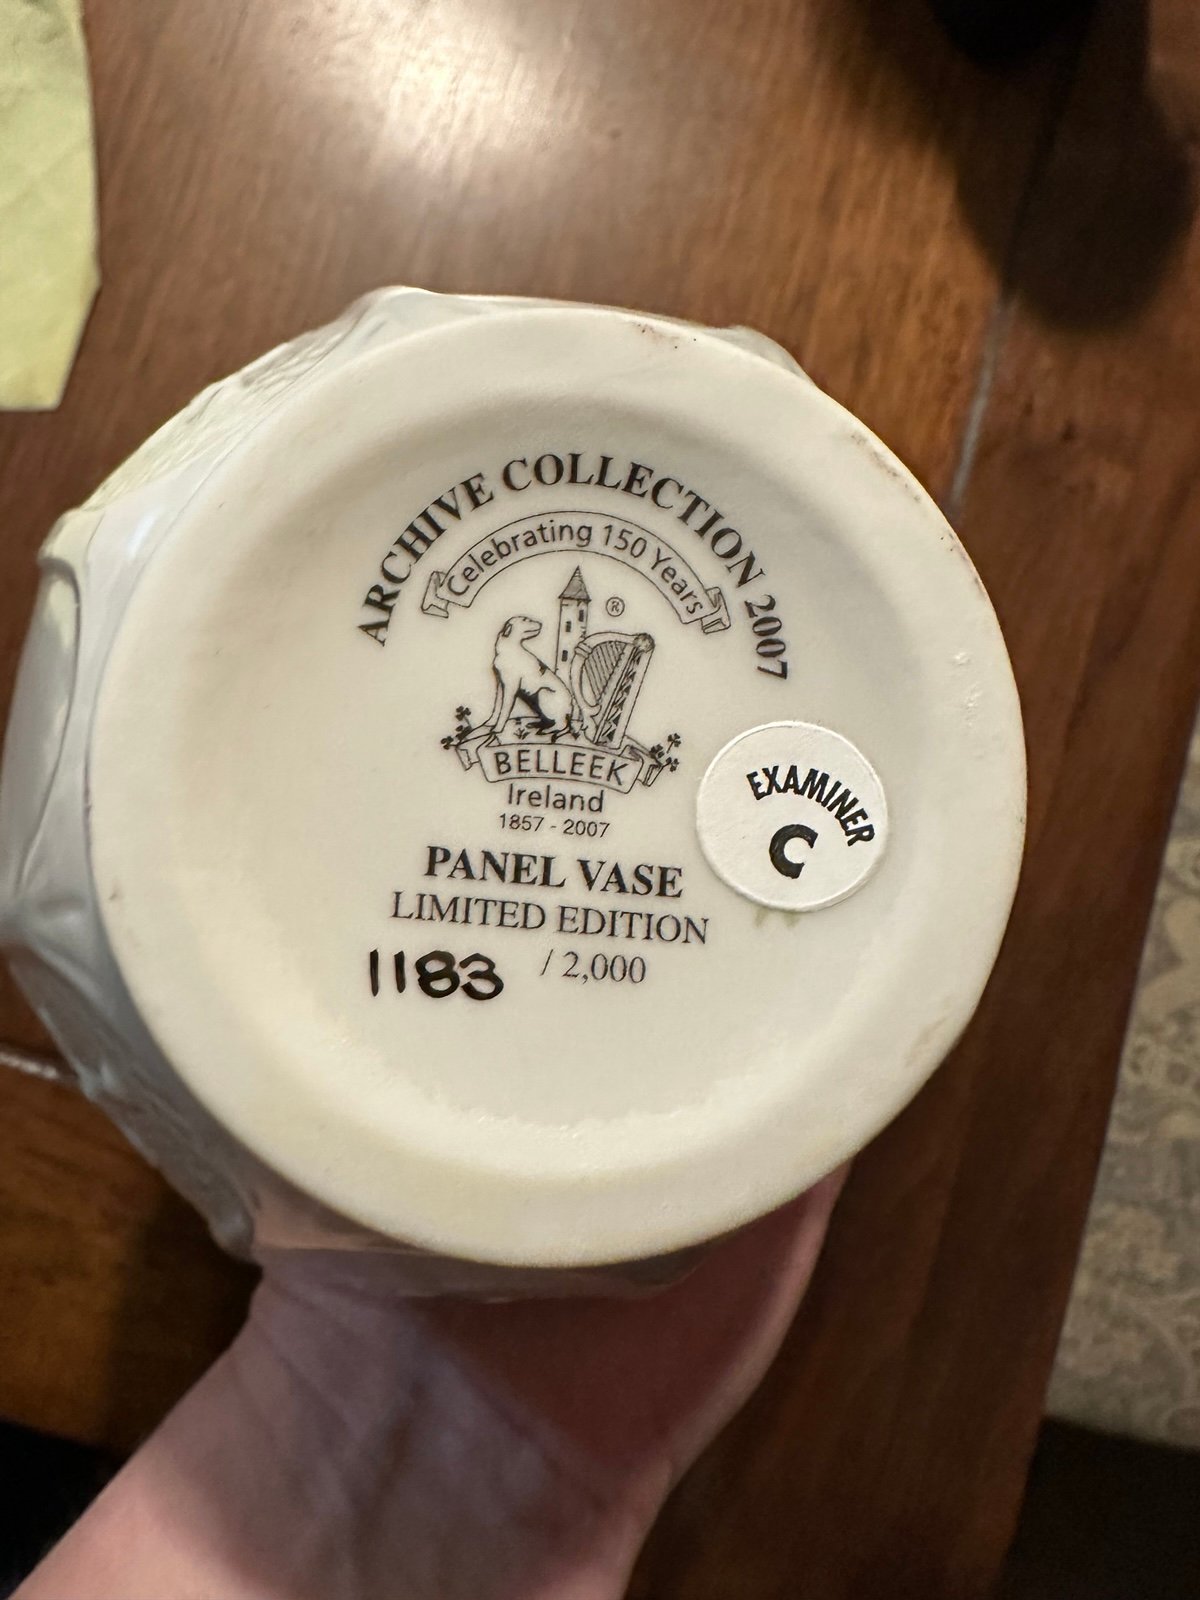 ARCHIVE COLLECTION 2007
Celebrating 150 Years
®
BELLEEK
Ireland
1857 - 2007
PANEL VASE
LIMITED EDITION
1183 / 2,000
EXAMINER
C